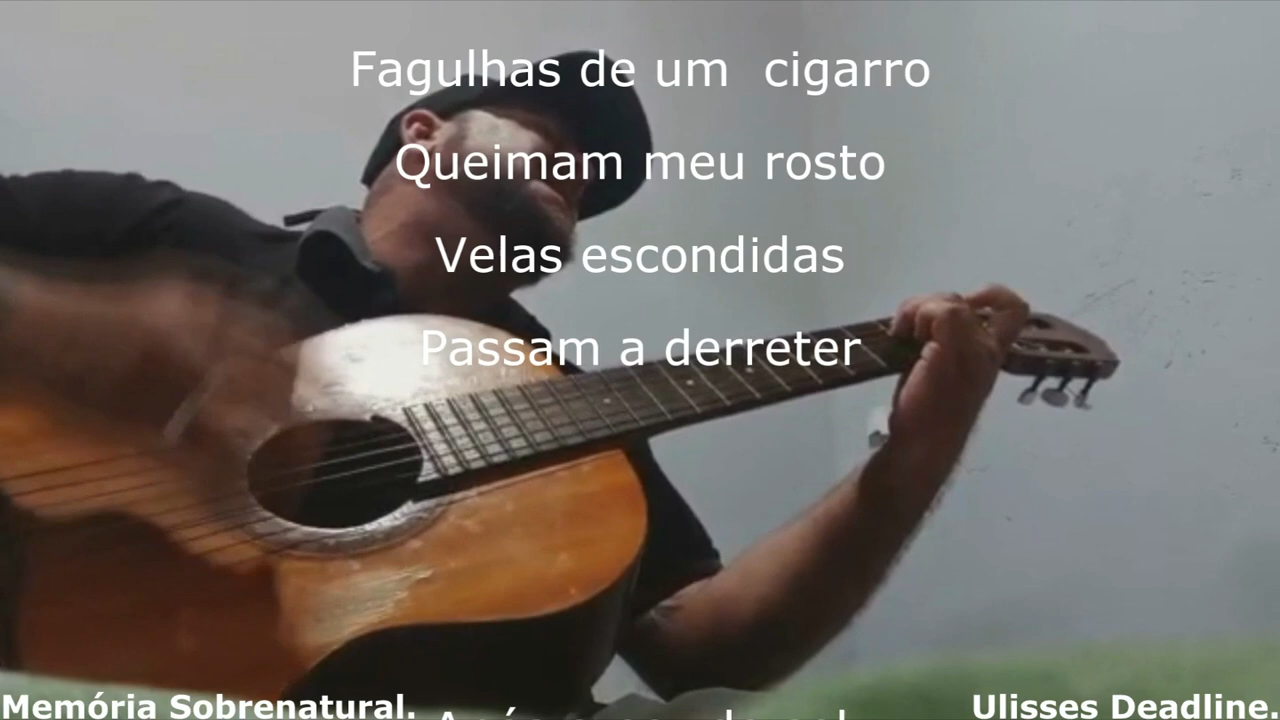 Fagulhas de um cigarro
Queimam meu rosto
Velas escondidas
Passam a derreter
Memória Sobrenatural.
Ulisses Deadline.